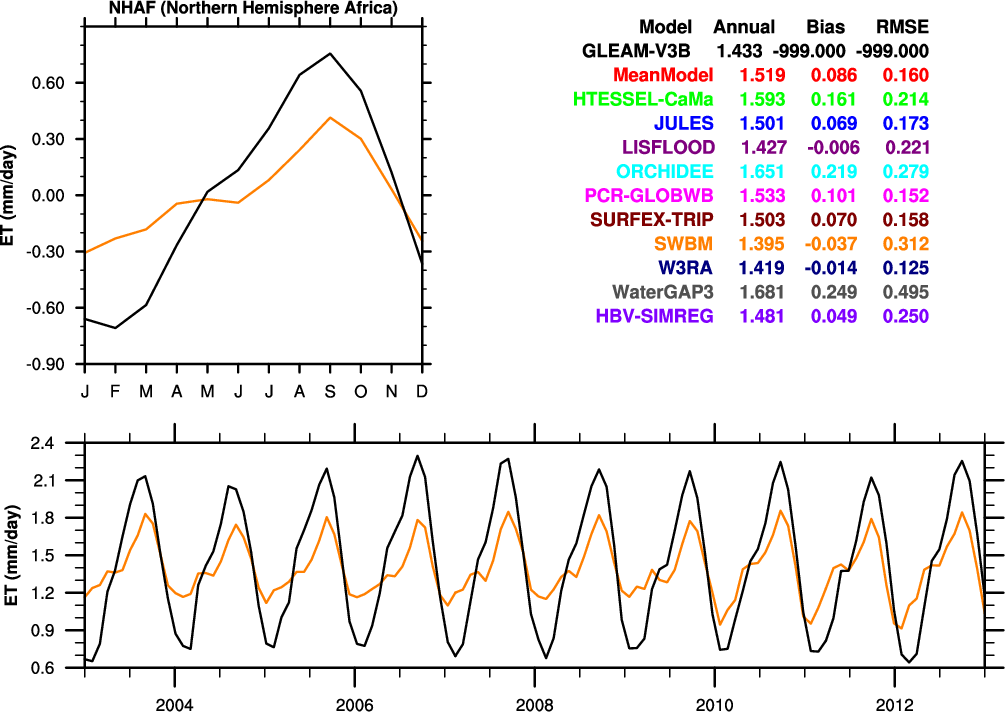 NHAF (Northern Hemisphere Africa)
ET (mm/day)
0.60
0.30
0.00
-0.30
-0.60
-0.90
J F M A M J J A S O N D
Model Annual Bias RMSE
GLEAM-V3B 1.433 -999.000 -999.000
MeanModel 1.519 0.086 0.160
HTESSEL-CaMa 1.593 0.161 0.214
JULES 1.501 0.069 0.173
LISFLOOD 1.427 -0.006 0.221
ORCHIDEE 1.651 0.219 0.279
PCR-GLOBWB 1.533 0.101 0.152
SURFEX-TRIP 1.503 0.070 0.158
SWBM 1.395 -0.037 0.312
W3RA 1.419 -0.014 0.125
WaterGAP3 1.681 0.249 0.495
HBV-SIMREG 1.481 0.049 0.250
ET (mm/day)
2.4
2.1
1.8
1.5
1.2
0.9
0.6
2004 2006 2008 2010 2012